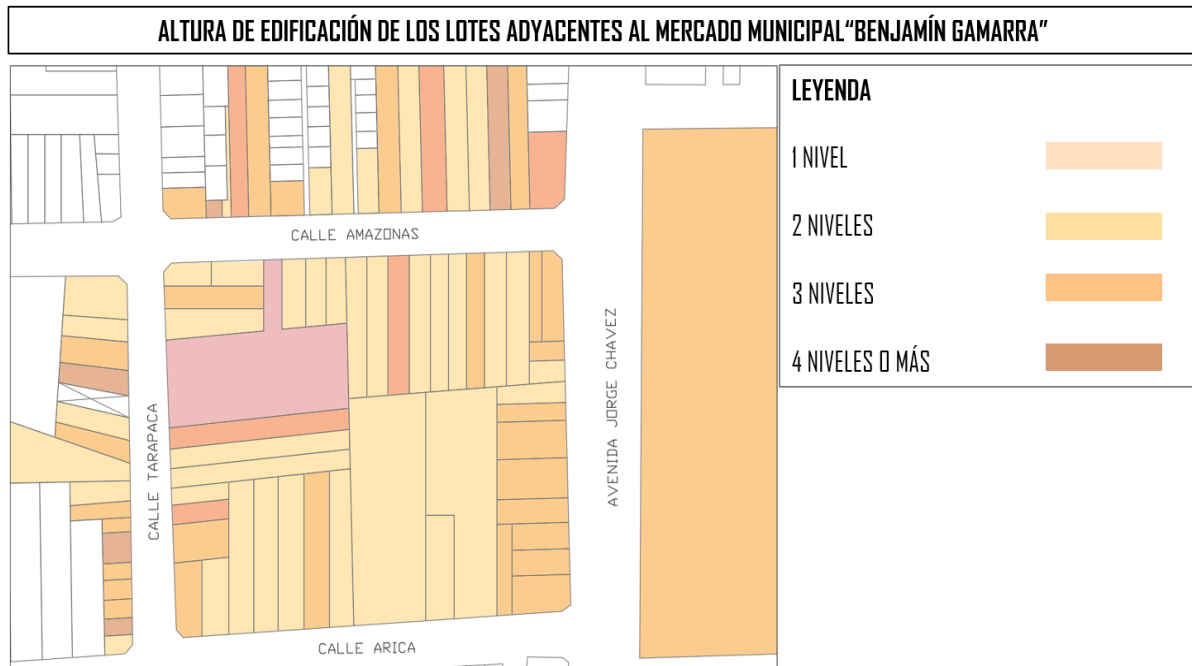 ALTURA DE EDIFICACIÓN DE LOS LOTES ADYACENTES AL MERCADO MUNICIPAL“BENJAMÍN GAMARRA”
LEYENDA
1 NIVEL
2 NIVELES
3 NIVELES
4 NIVELES O MÁS
CALLE AMAZONAS
CALLE TARAPACA
AVENIDA JORGE CHAVEZ
CALLE ARICA